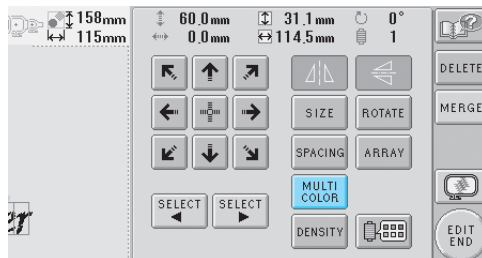 158mm 60.0mm 31.1mm 0°
115mm 0.0mm 114.5mm 1
DELETE
SIZE ROTATE MERGE
SPACING ARRAY
MULTI
COLOR
SELECT SELECT
DENSITY EDIT
END
er